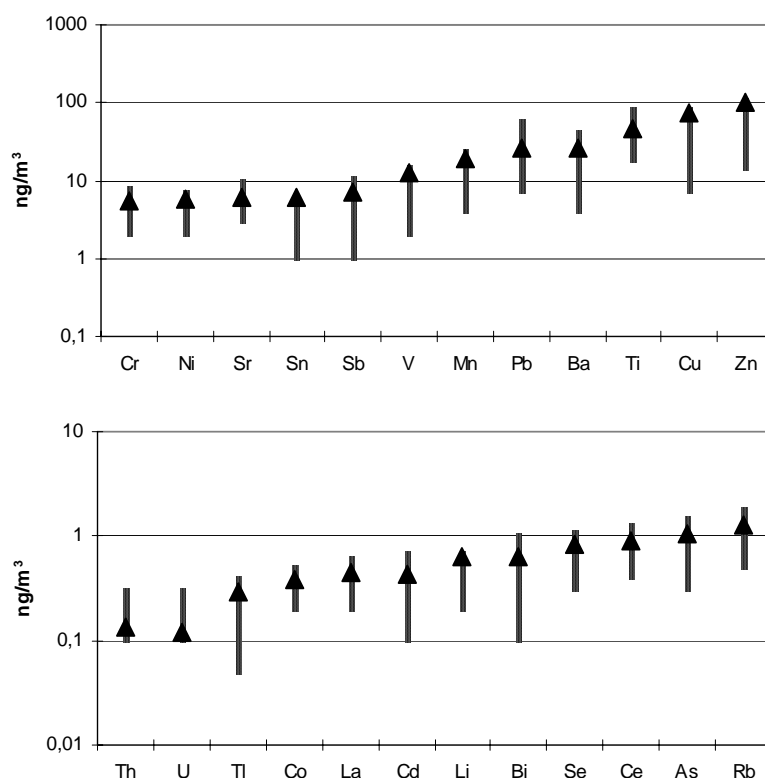 1000
100
10
1
0,1
ng/m³
Cr Ni Sr Sn Sb V Mn Pb Ba Ti Cu Zn
10
1
0,1
0,01
ng/m³
Th U Tl Co La Cd Li Bi Se Ce As Rb